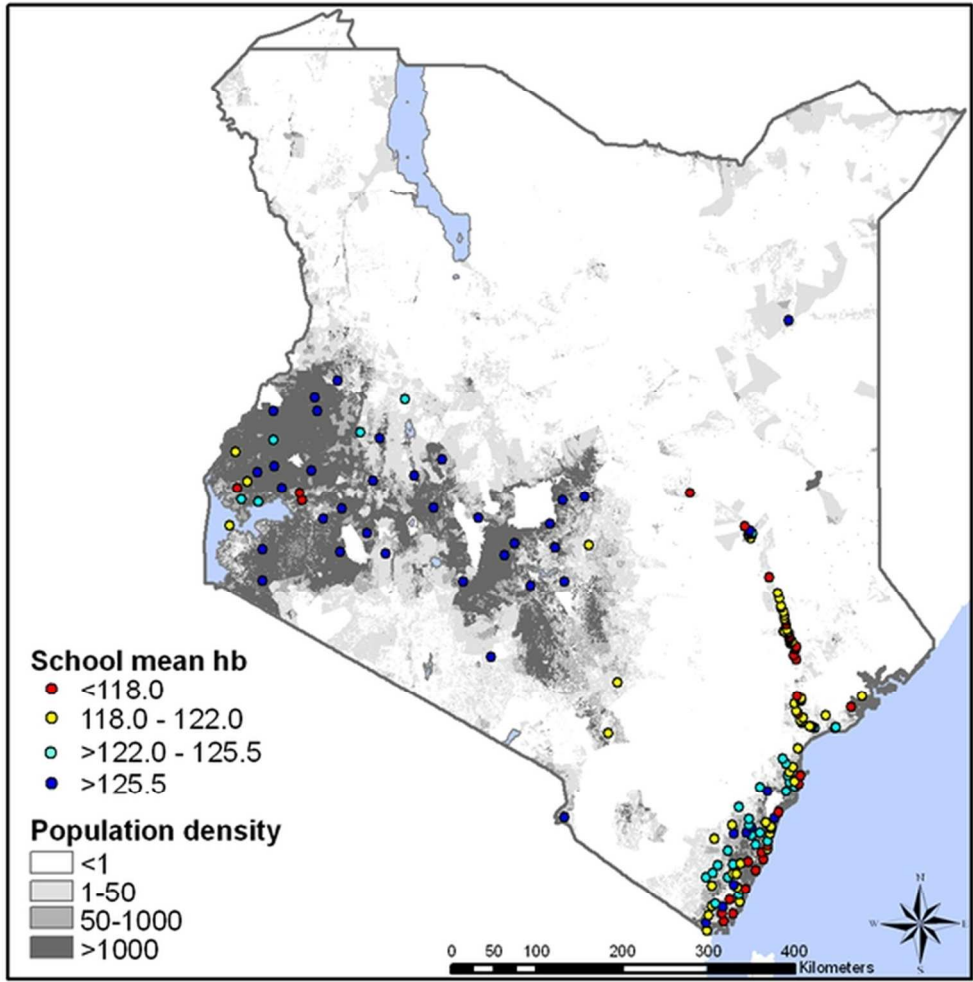 School mean hb
<118.0
118.0 - 122.0
>122.0 - 125.5
>125.5
Population density
<1
1-50
50-1000
>1000
N
W E
S
0 50 100 200 300 400
Kilometers